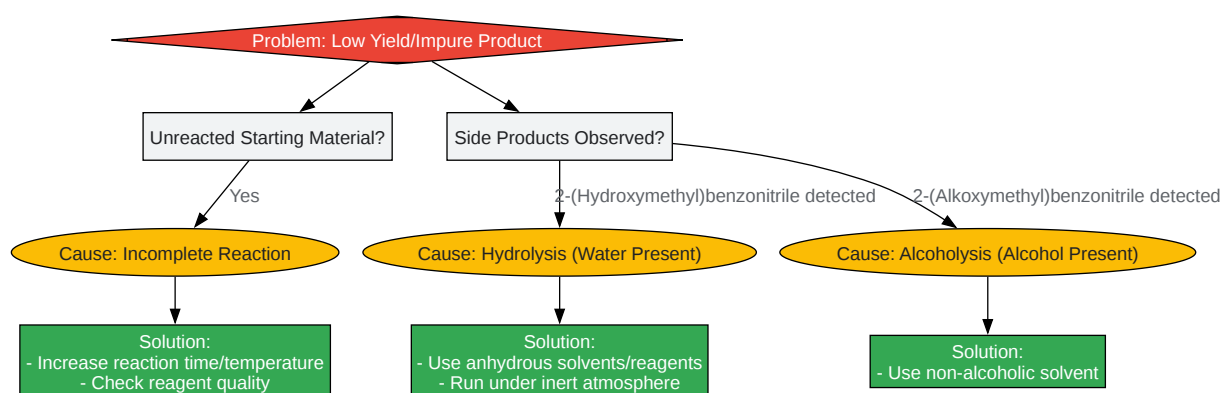 Problem: Low Yield/Impure Product
Unreacted Starting Material?
Side Products Observed?
Yes
2-(Hydroxymethyl)benzonitrile detected
2-(Alkoxymethyl)benzonitrile detected
Cause: Incomplete Reaction
Cause: Hydrolysis (Water Present)
Cause: Alcoholysis (Alcohol Present)
Solution:
- Increase reaction time/temperature
- Check reagent quality
Solution:
- Use anhydrous solvents/reagents
- Run under inert atmosphere
Solution:
- Use non-alcoholic solvent